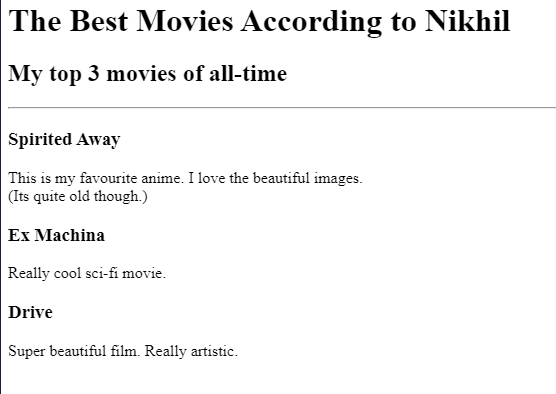 The Best Movies According to Nikhil
My top 3 movies of all-time
Spirited Away
This is my favourite anime. I love the beautiful images.
(Its quite old though.)
Ex Machina
Really cool sci-fi movie.
Drive
Super beautiful film. Really artistic.